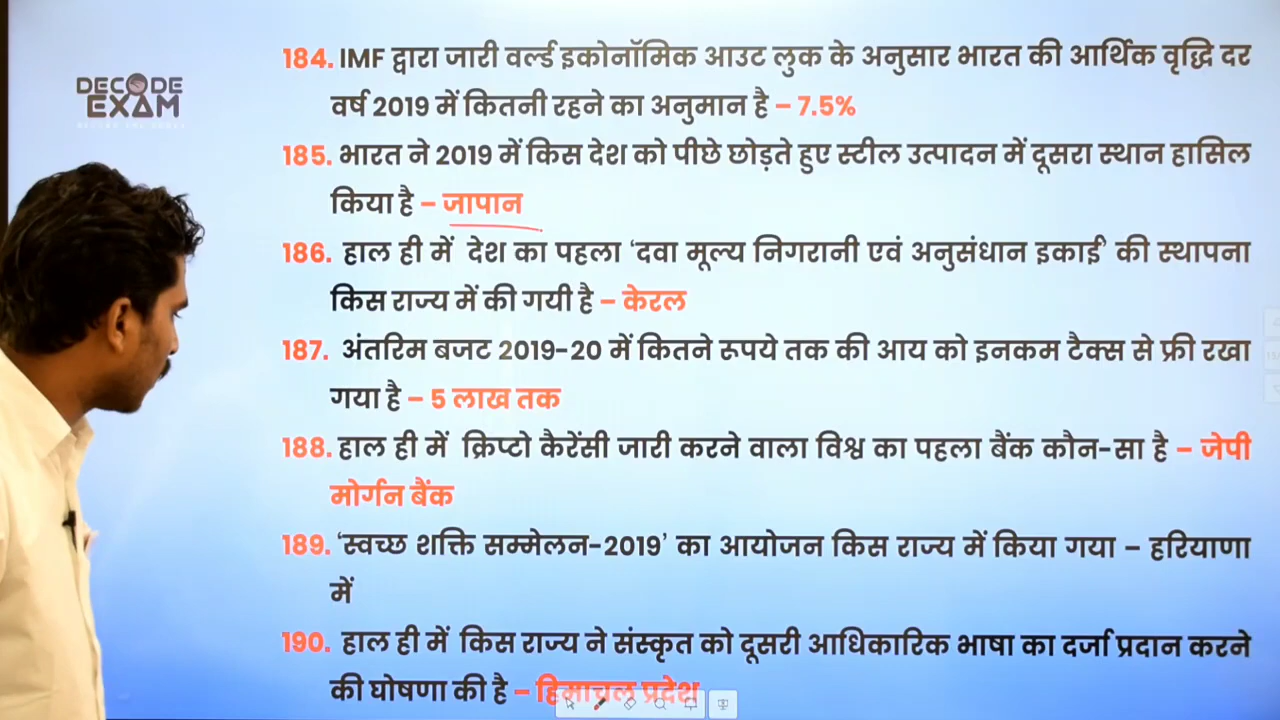 DECODE
EXAM
184. IMF द्वारा जारी वर्ल्ड इकोनॉमिक आउट लुक के अनुसार भारत की आर्थिक वृद्धि दर
वर्ष 2019 में कितनी रहने का अनुमान है – 7.5%
185. भारत ने 2019 में किस देश को पीछे छोड़ते हुए स्टील उत्पादन में दूसरा स्थान हासिल
किया है – जापान
186. हाल ही में देश का पहला ‘दवा मूल्य निगरानी एवं अनुसंधान इकाई’ की स्थापना
किस राज्य में की गयी है – केरल
187. अंतरिम बजट 2019-20 में कितने रूपये तक की आय को इनकम टैक्स से फ्री रखा
गया है – 5 लाख तक
188. हाल ही में क्रिप्टो कैरेंसी जारी करने वाला विश्व का पहला बैंक कौन-सा है – जेपी
मोर्गन बैंक
189. ‘स्वच्छ शक्ति सम्मेलन-2019’ का आयोजन किस राज्य में किया गया – हरियाणा
में
190. हाल ही में किस राज्य ने संस्कृत को दूसरी आधिकारिक भाषा का दर्जा प्रदान करने
की घोषणा की है – हिमाचल प्रदेश